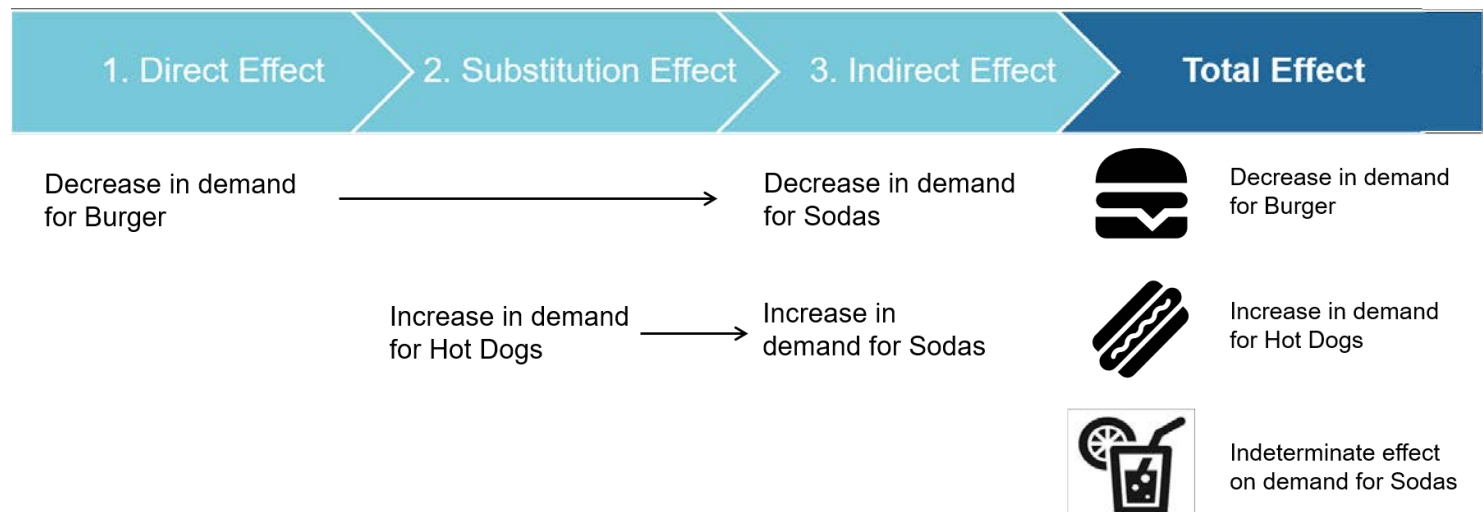 1. Direct Effect
2. Substitution Effect
3. Indirect Effect
Total Effect
Decrease in demand
for Burger
Decrease in demand
for Sodas
Decrease in demand
for Burger
Increase in demand
for Hot Dogs
Increase in
demand for Sodas
Increase in demand
for Hot Dogs
Indeterminate effect
on demand for Sodas